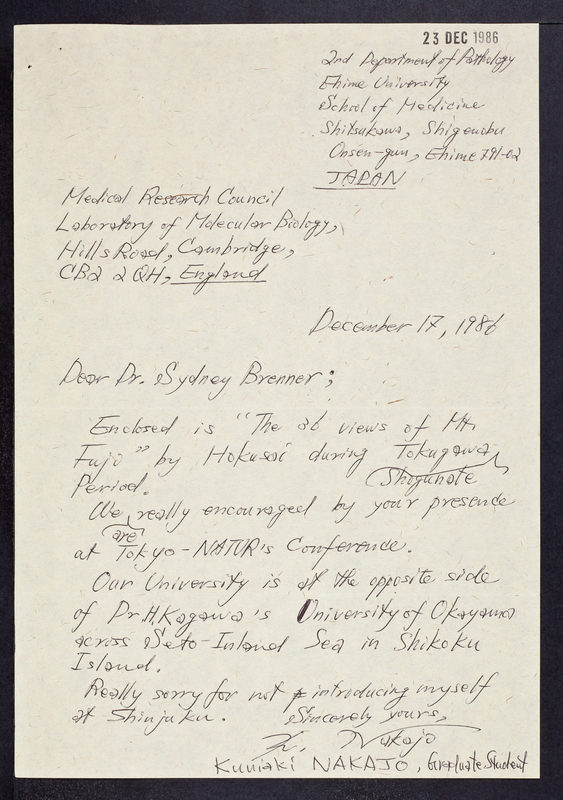 23 DEC 1986
2nd Department of Pathology
Ehime University
School of Medicine
Shitsukawa, Shigenobu
Onsen-gun, Ehime 791-02
JAPAN
Medical Research Council
Laboratory of Molecular Biology,
Hills Road, Cambridge,
CB2 2QH, England
December 17, 1986
Dear Dr. Sydney Brenner;
Enclosed is "The 36 views of Mt.
Fuji" by Hokusai during Tokugawa
Shogunate
Period.
We really encouraged by your presence
are
at Tokyo-NATUR's Conference.
Our University is at the opposite side
of Dr. H. Kagawa's University of Okayama
across Seto-Inland Sea in Shikoku
Island.
Really sorry for not introducing myself
at Shinjuku. Sincerely yours,
K. Nakajo
Kuniaki NAKAJO, Graduate Student